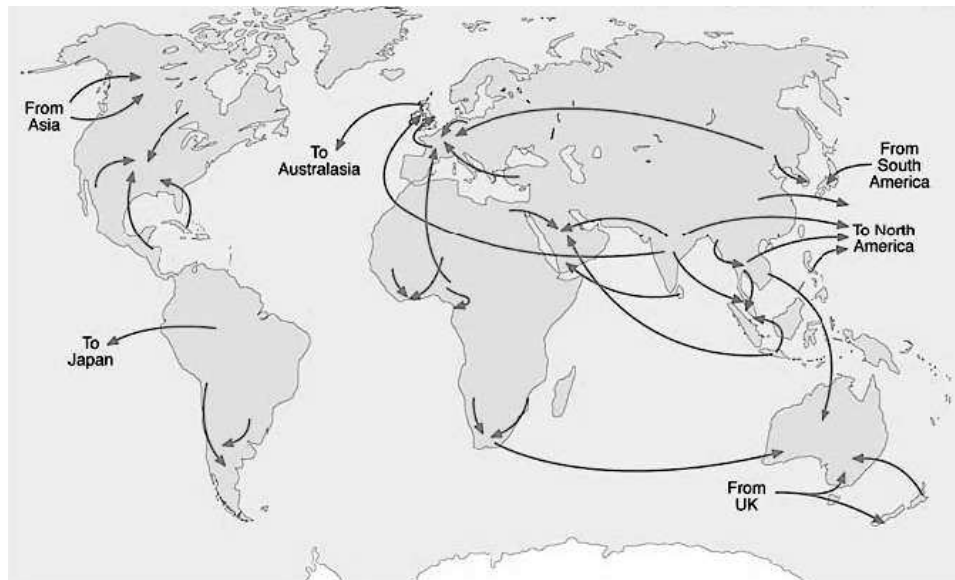 From
Asia
To
Australasia
From
South
America
To North
America
To
Japan
From
UK